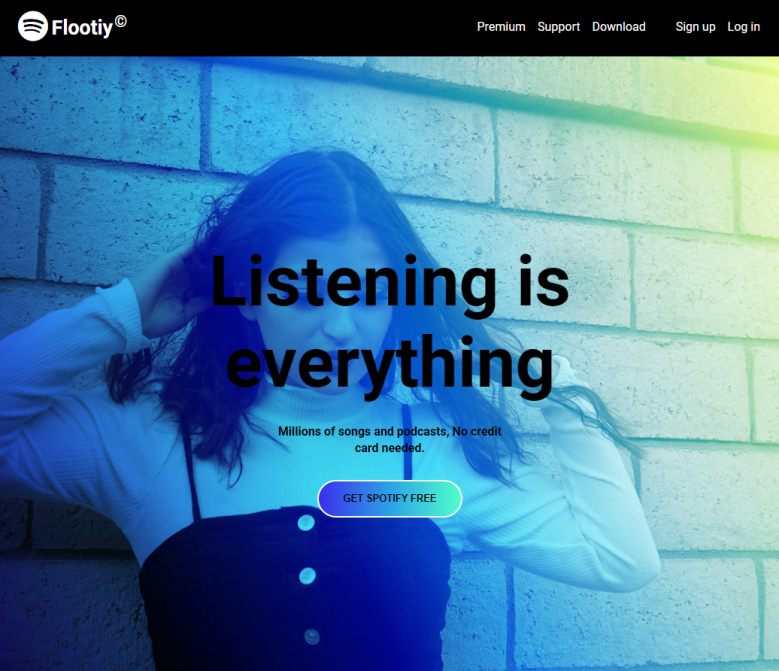 Flootiy©
Premium Support Download Sign up Log in
Listening is
everything
Millions of songs and podcasts, No credit
card needed.
GET SPOTIFY FREE